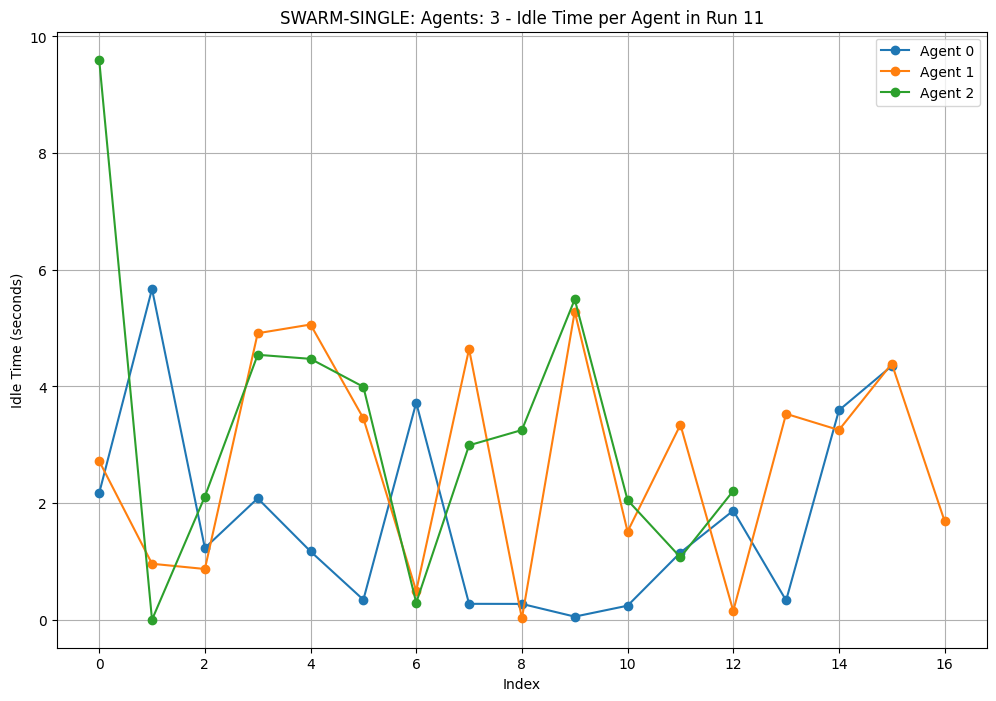 SWARM-SINGLE: Agents: 3 - Idle Time per Agent in Run 11
Agent 0
Agent 1
Agent 2
Idle Time (seconds)
10
8
6
4
2
0
0 2 4 6 8 10 12 14 16
Index